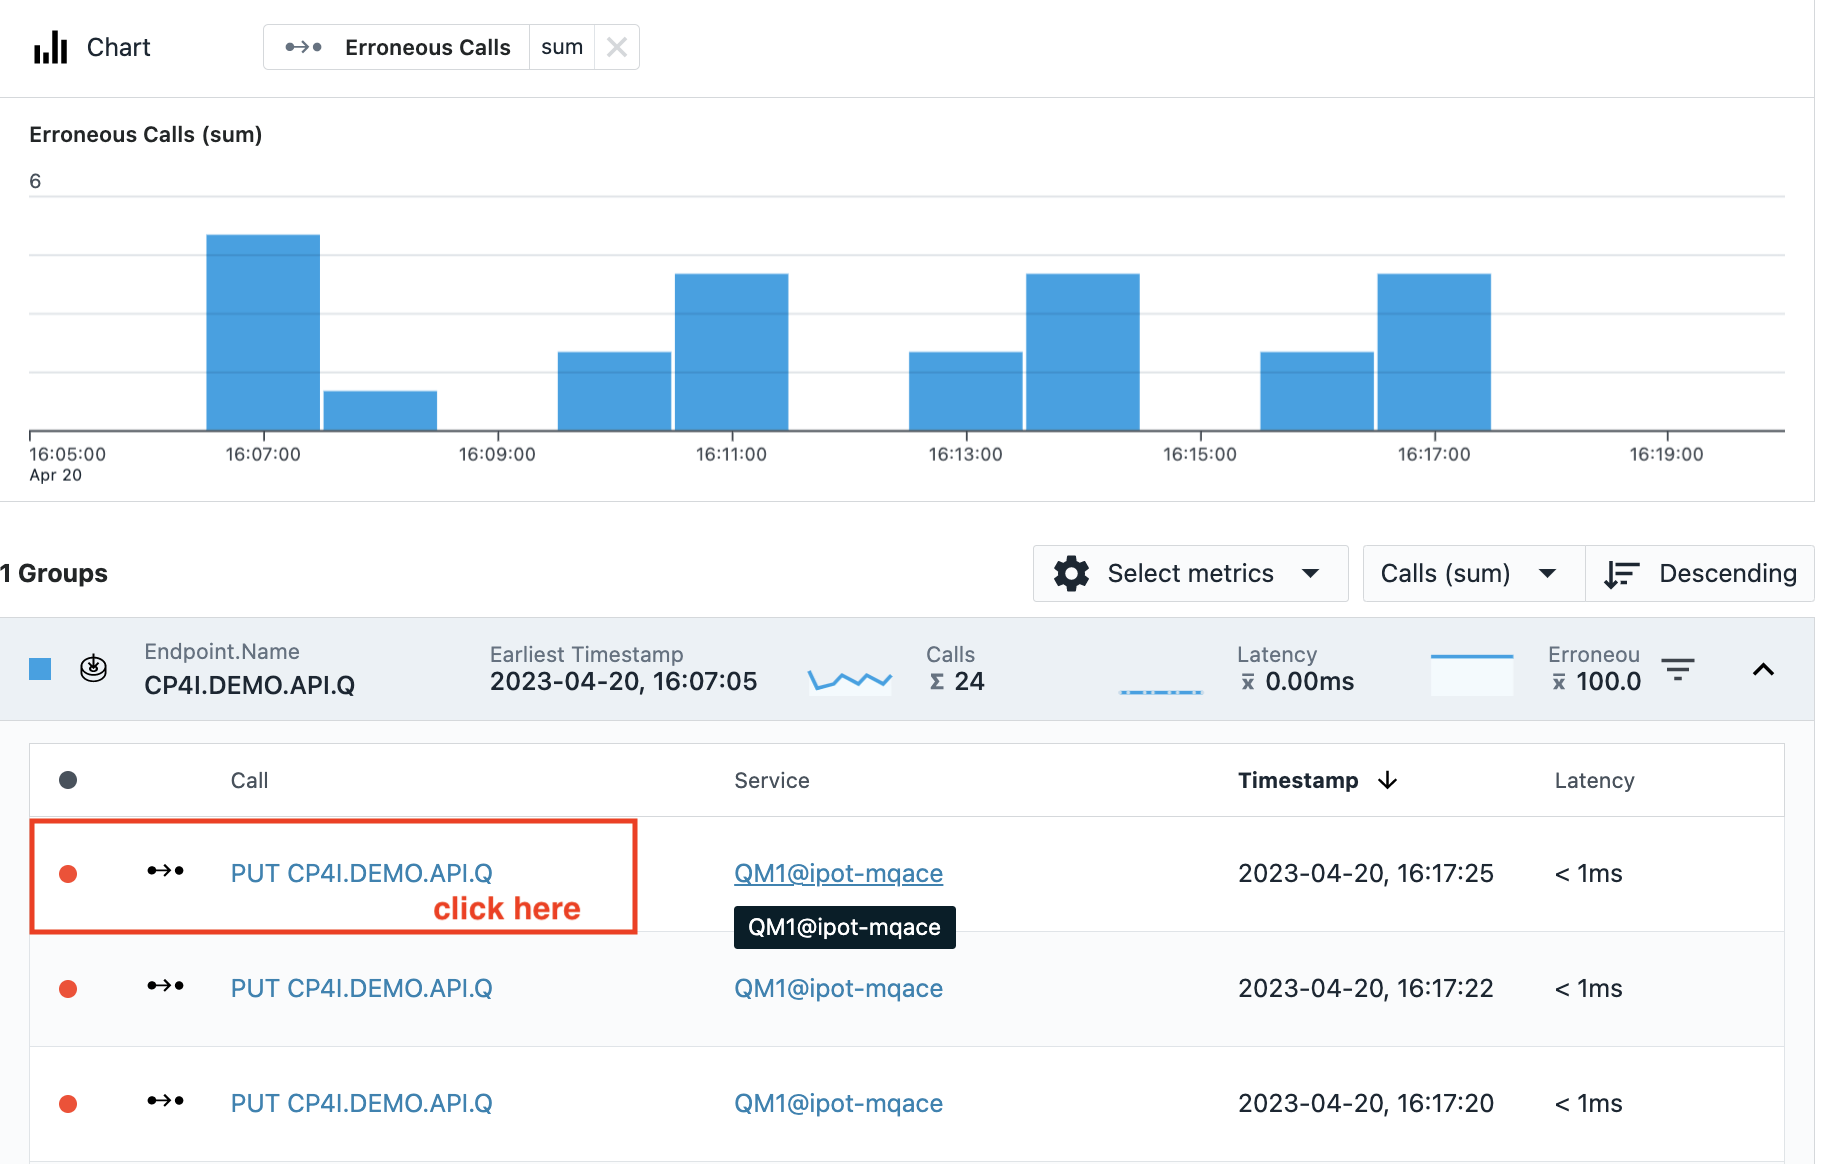 Chart
Erroneous Calls sum
Erroneous Calls (sum)
6
16:05:00 16:07:00 16:09:00 16:11:00 16:13:00 16:15:00 16:17:00 16:19:00
Apr 20
1 Groups
Select metrics
Calls (sum)
Descending
Endpoint.Name
CP4I.DEMO.API.Q
Earliest Timestamp
2023-04-20, 16:07:05
Calls
Σ 24
Latency
x̅ 0.00ms
Erroneou
x̅ 100.0
Call Service Timestamp Latency
PUT CP4I.DEMO.API.Q QM1@ipot-mqace 2023-04-20, 16:17:25 < 1ms
click here
QM1@ipot-mqace
PUT CP4I.DEMO.API.Q QM1@ipot-mqace 2023-04-20, 16:17:22 < 1ms
PUT CP4I.DEMO.API.Q QM1@ipot-mqace 2023-04-20, 16:17:20 < 1ms